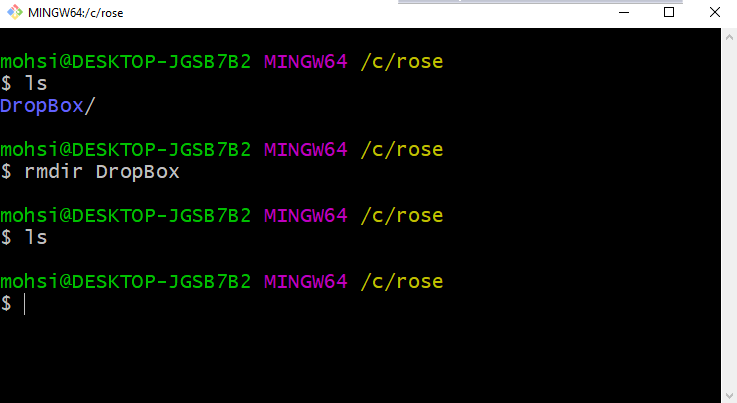 MINGW64:/c/rose
mohsi@DESKTOP-JGSB7B2 MINGW64 /c/rose
$ ls
DropBox/
mohsi@DESKTOP-JGSB7B2 MINGW64 /c/rose
$ rmdir DropBox
mohsi@DESKTOP-JGSB7B2 MINGW64 /c/rose
$ ls
mohsi@DESKTOP-JGSB7B2 MINGW64 /c/rose
$